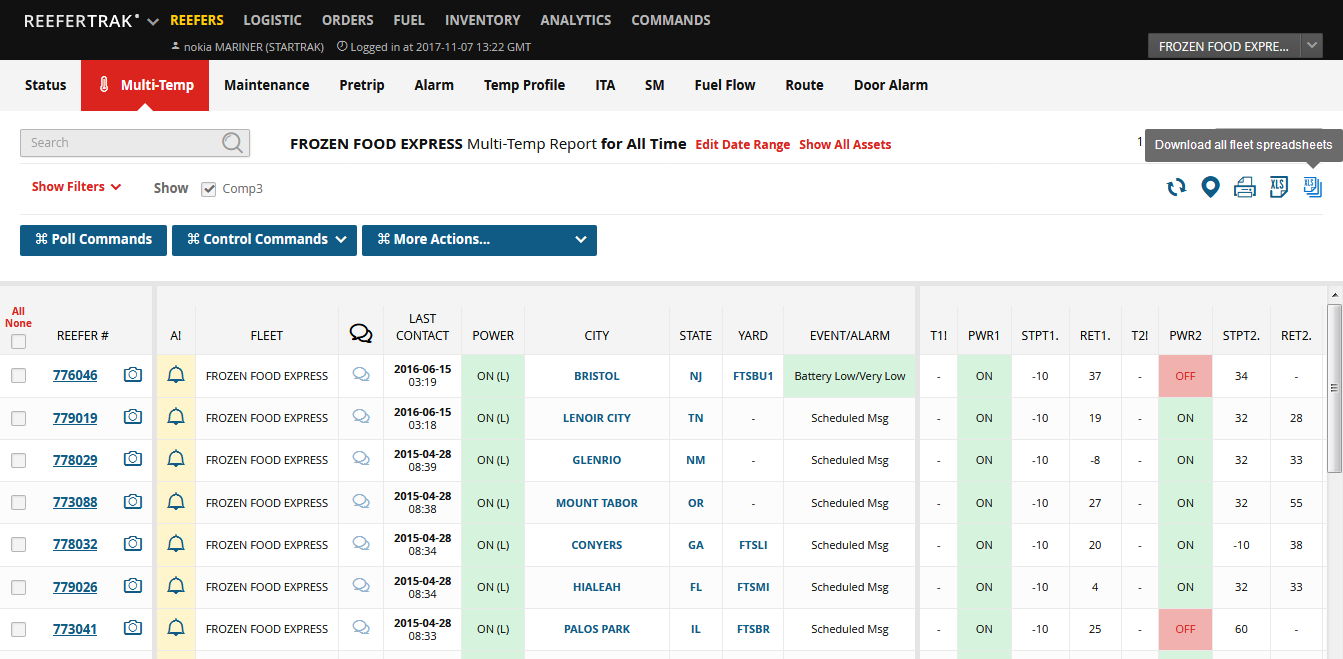 REEFERTRAK REEFERS LOGISTIC ORDERS FUEL INVENTORY ANALYTICS COMMANDS
nokia MARINER (STARTRAK) Logged in at 2017-11-07 13:22 GMT
FROZEN FOOD EXPRE...
Status Multi-Temp Maintenance Pretrip Alarm Temp Profile ITA SM Fuel Flow Route Door Alarm
Search FROZEN FOOD EXPRESS Multi-Temp Report for All Time Edit Date Range Show All Assets 1 Download all fleet spreadsheets
Show Filters Show Comp3 XLS XLS
⌘ Poll Commands ⌘ Control Commands ⌘ More Actions...
All
None
REEFER # A! FLEET LAST CONTACT POWER CITY STATE YARD EVENT/ALARM T1! PWR1 STPT1. RET1. T2! PWR2 STPT2. RET2.
776046 FROZEN FOOD EXPRESS 2016-06-15 03:19 ON (L) BRISTOL NJ FTSBU1 Battery Low/Very Low - ON -10 37 - OFF 34 -
779019 FROZEN FOOD EXPRESS 2016-06-15 03:18 ON (L) LENOIR CITY TN - Scheduled Msg - ON -10 19 - ON 32 28
778029 FROZEN FOOD EXPRESS 2015-04-28 08:39 ON (L) GLENRIO NM - Scheduled Msg - ON -10 -8 - ON 32 33
773088 FROZEN FOOD EXPRESS 2015-04-28 08:38 ON (L) MOUNT TABOR OR - Scheduled Msg - ON -10 27 - ON 32 55
778032 FROZEN FOOD EXPRESS 2015-04-28 08:34 ON (L) CONYERS GA FTSLI Scheduled Msg - ON -10 20 - ON -10 38
779026 FROZEN FOOD EXPRESS 2015-04-28 08:34 ON (L) HIALEAH FL FTSMI Scheduled Msg - ON -10 4 - ON 32 33
773041 FROZEN FOOD EXPRESS 2015-04-28 08:33 ON (L) PALOS PARK IL FTSBR Scheduled Msg - ON -10 25 - OFF 60 -